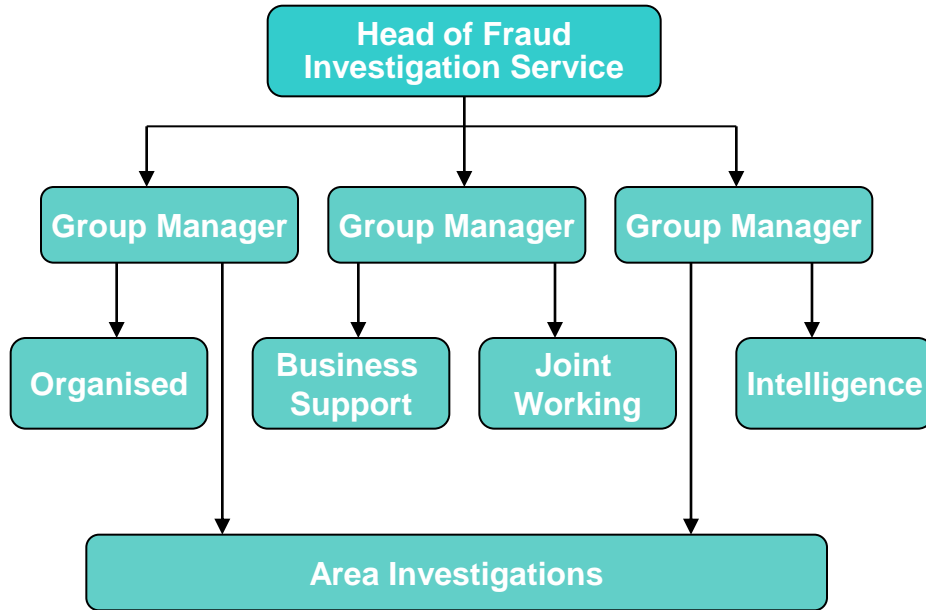 Head of Fraud
Investigation Service
Group Manager
Group Manager
Group Manager
Organised
Business
Support
Joint
Working
Intelligence
Area Investigations